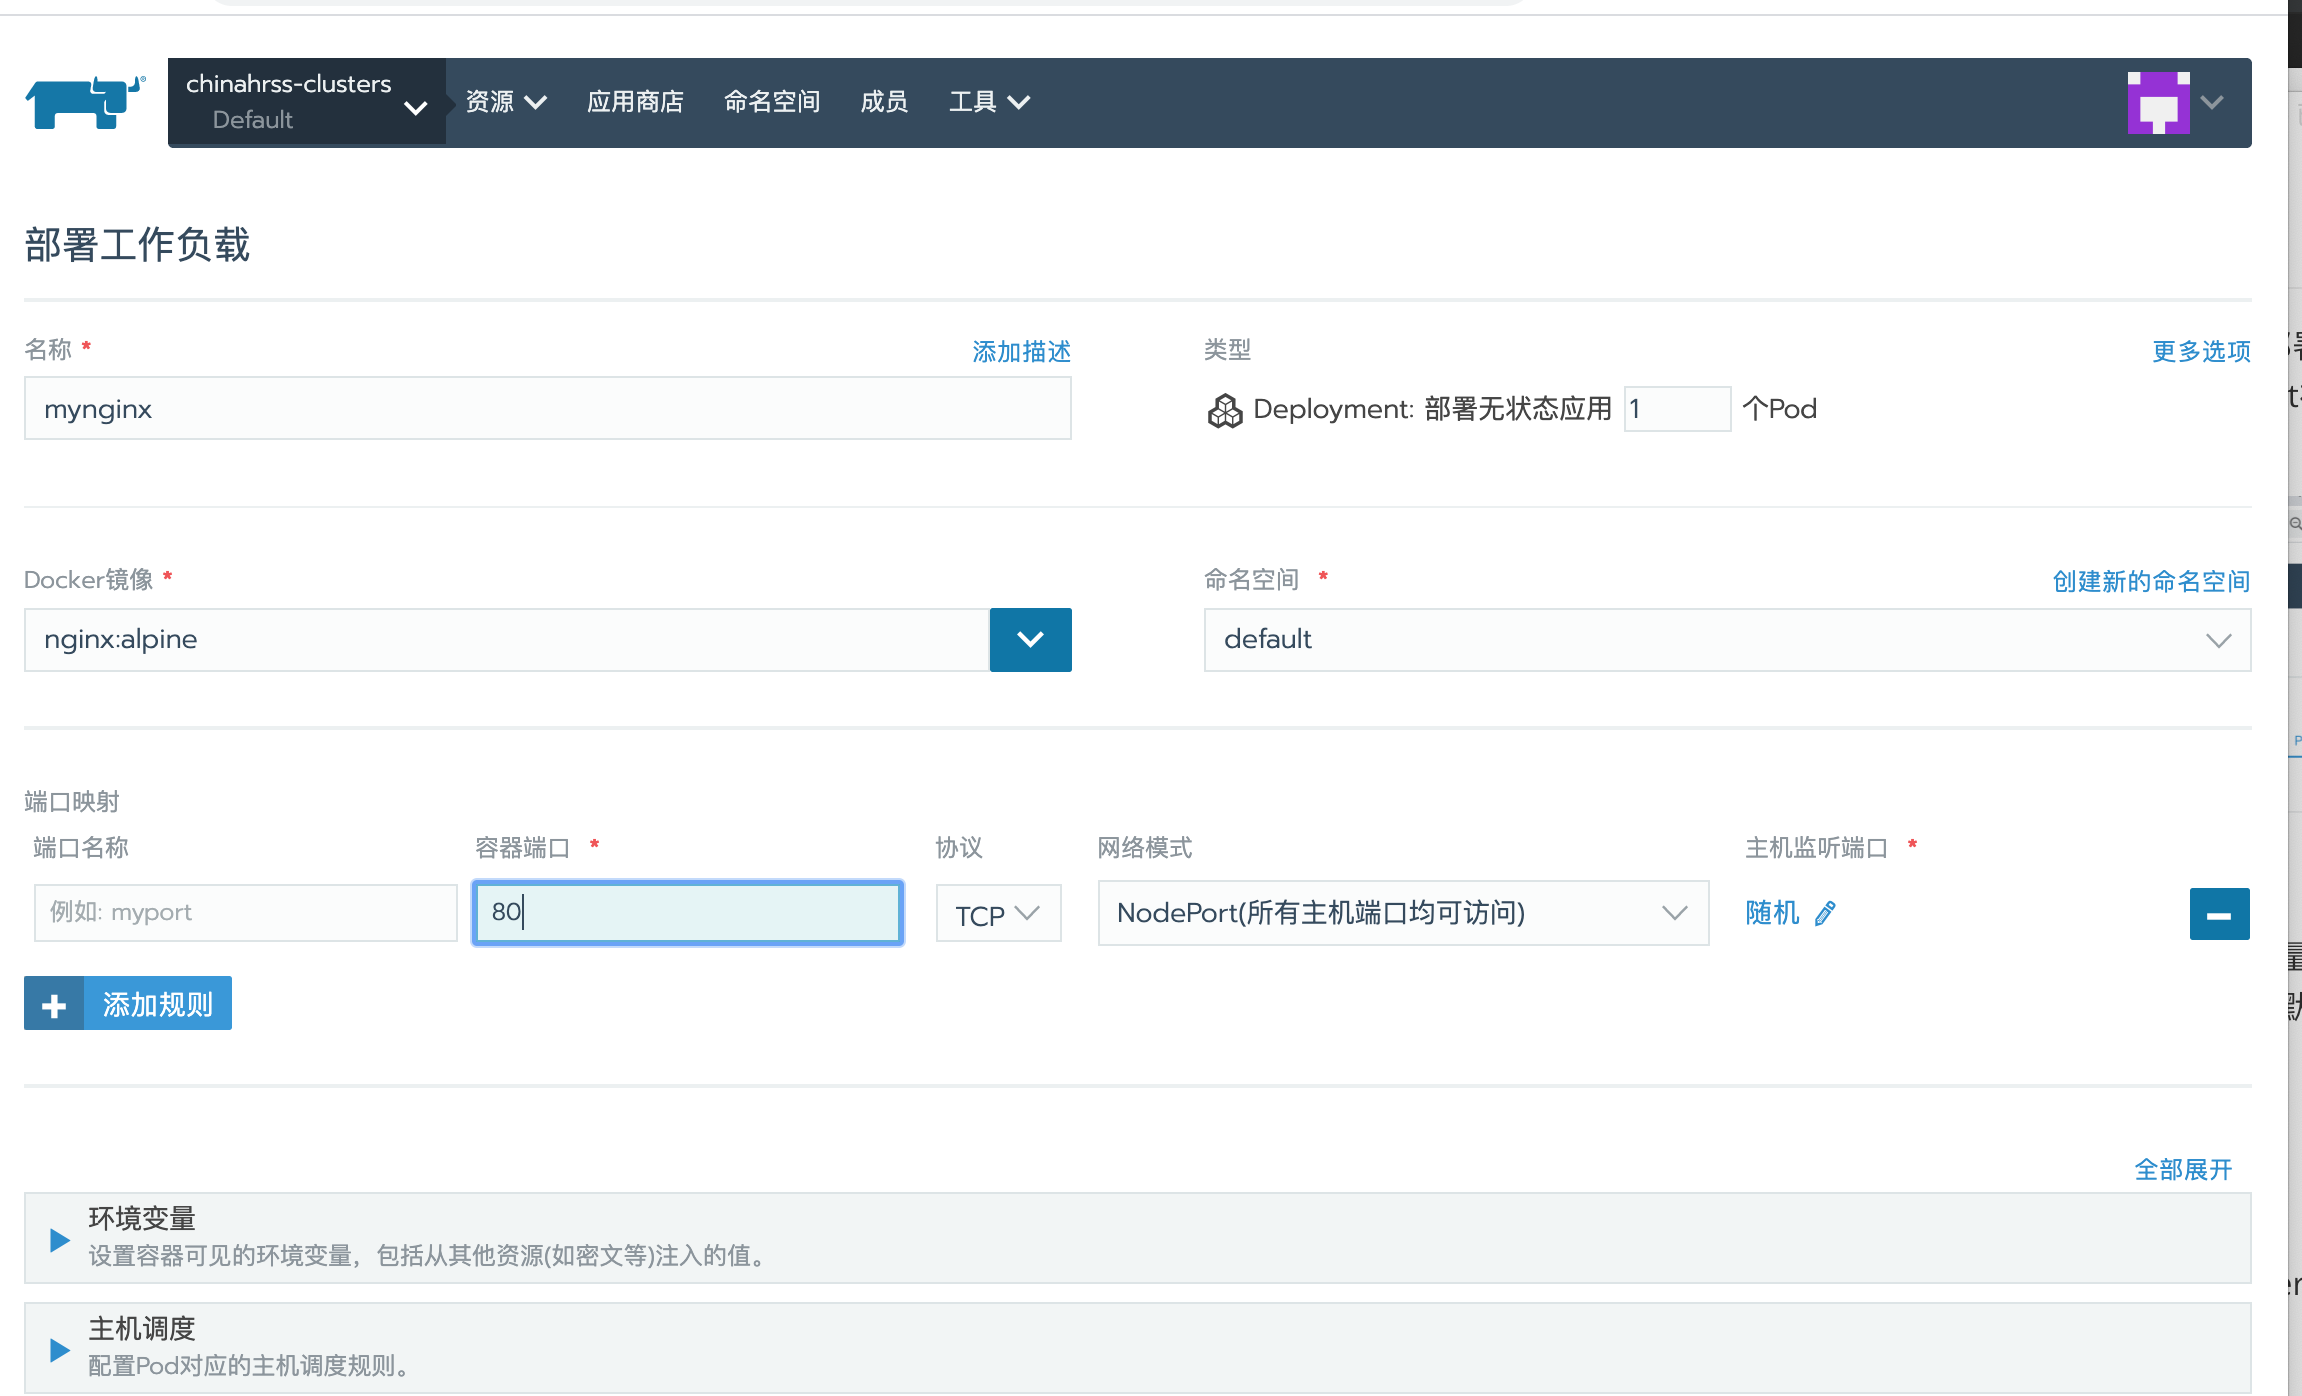 chinahrss-clusters
Default
资源 应用商店 命名空间 成员 工具
部署工作负载
名称 * 添加描述 类型 更多选项
mynginx Deployment: 部署无状态应用 1 个Pod
Docker镜像 * 命名空间 * 创建新的命名空间
nginx:alpine default
端口映射
端口名称 容器端口 * 协议 网络模式 主机监听端口 *
例如: myport 80 TCP NodePort(所有主机端口均可访问) 随机
添加规则
全部展开
环境变量
设置容器可见的环境变量，包括从其他资源(如密文等)注入的值。
主机调度
配置Pod对应的主机调度规则。